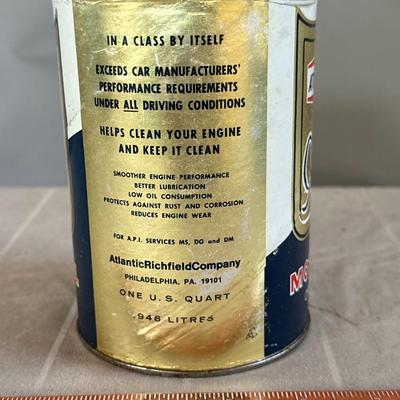 IN A CLASS BY ITSELF
EXCEEDS CAR MANUFACTURERS'
PERFORMANCE REQUIREMENTS
UNDER ALL DRIVING CONDITIONS
HELPS CLEAN YOUR ENGINE
AND KEEP IT CLEAN
SMOOTHER ENGINE PERFORMANCE
BETTER LUBRICATION
LOW OIL CONSUMPTION
PROTECTS AGAINST RUST AND CORROSION
REDUCES ENGINE WEAR
FOR A.P.I. SERVICES MS, DG and DM
AtlanticRichfieldCompany
PHILADELPHIA, PA. 19101
ONE U.S. QUART
.946 LITRES